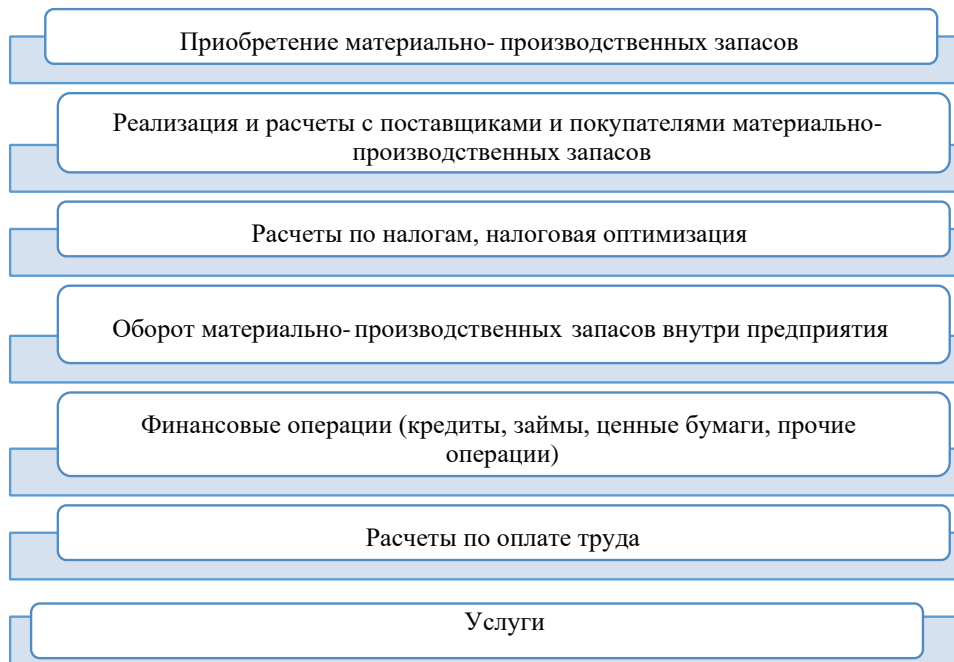 Приобретение материально- производственных запасов
Реализация и расчеты с поставщиками и покупателями материально-
производственных запасов
Расчеты по налогам, налоговая оптимизация
Оборот материально-производственных запасов внутри предприятия
Финансовые операции (кредиты, займы, ценные бумаги, прочие
операции)
Расчеты по оплате труда
Услуги